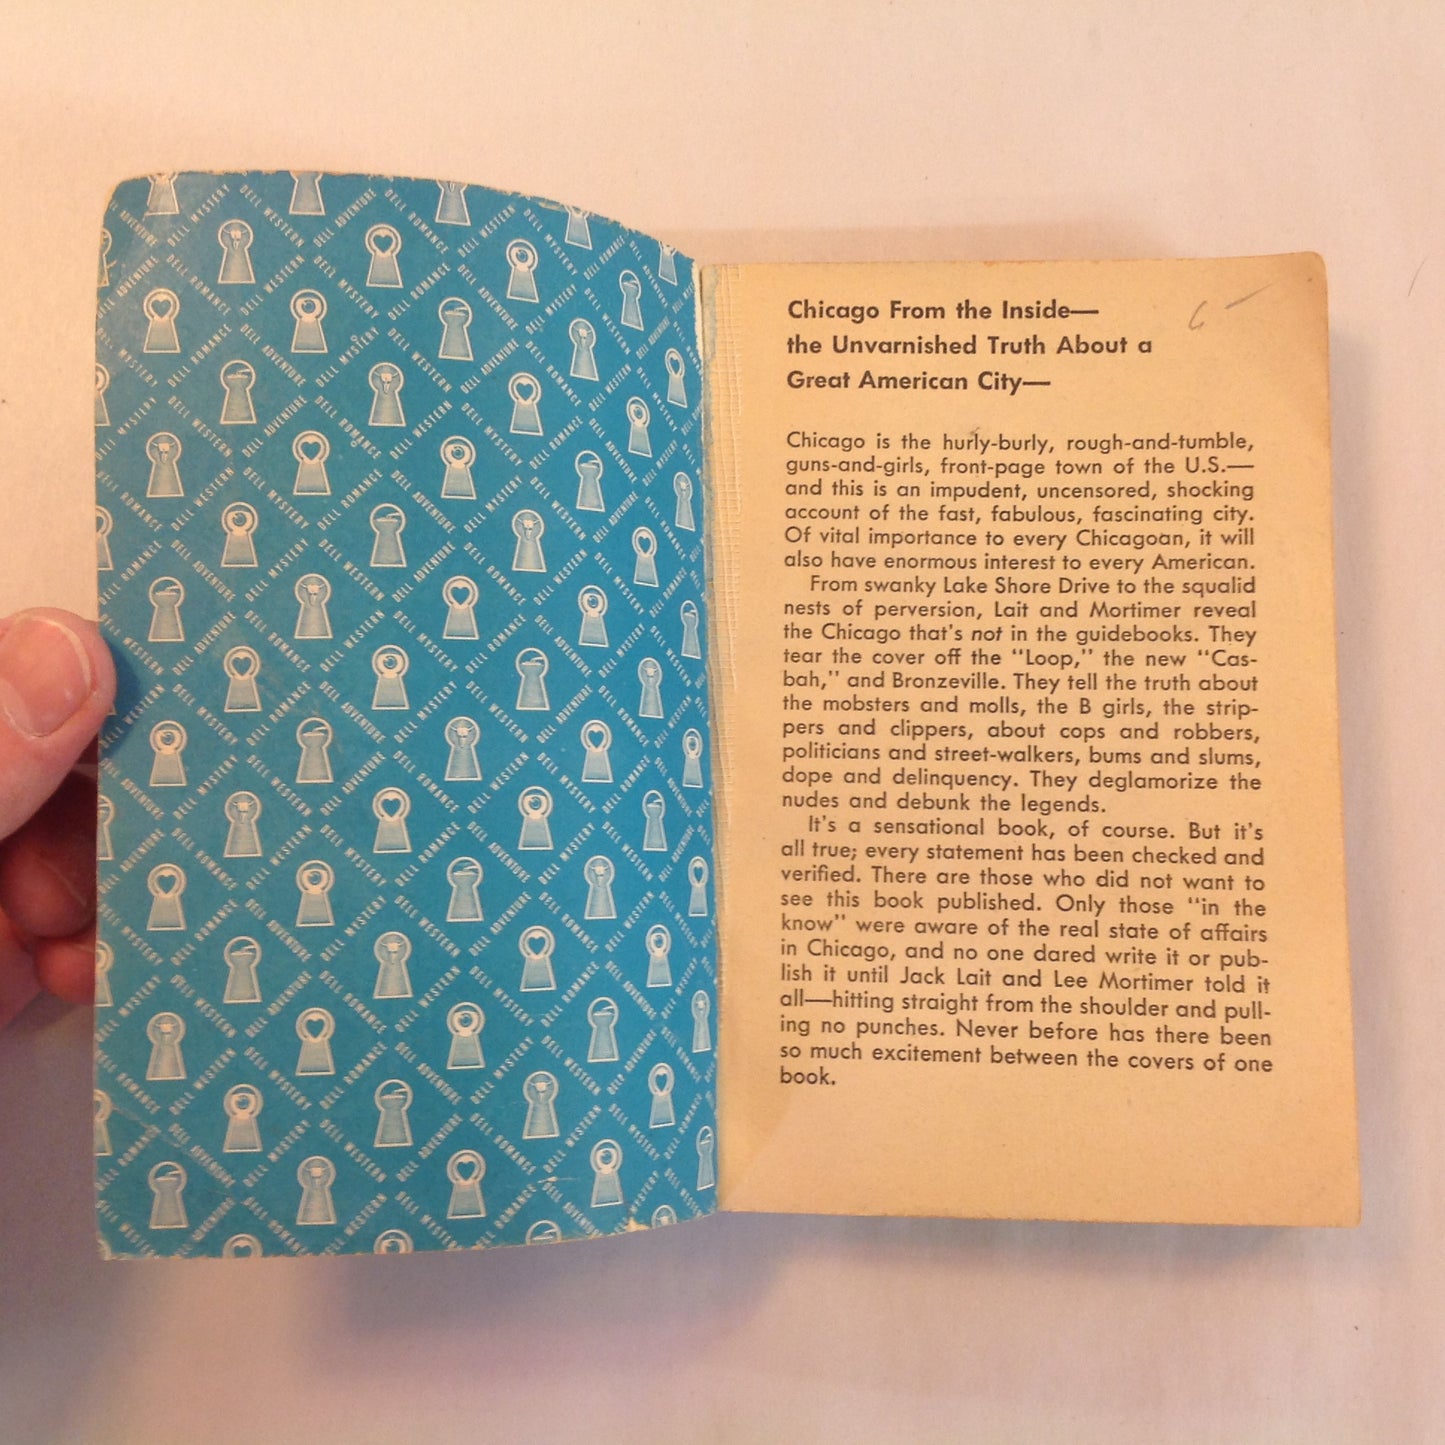 DELL MYSTERY
DELL WESTERN
DELL ADVENTURE
DELL ROMANCE
Chicago From the Inside—
the Unvarnished Truth About a
Great American City—
Chicago is the hurly-burly, rough-and-tumble,
guns-and-girls, front-page town of the U.S.—
and this is an impudent, uncensored, shocking
account of the fast, fabulous, fascinating city.
Of vital importance to every Chicagoan, it will
also have enormous interest to every American.
From swanky Lake Shore Drive to the squalid
nests of perversion, Lait and Mortimer reveal
the Chicago that's not in the guidebooks. They
tear the cover off the "Loop," the new "Cas-
bah," and Bronzeville. They tell the truth about
the mobsters and molls, the B girls, the strip-
pers and clippers, about cops and robbers,
politicians and street-walkers, bums and slums,
dope and delinquency. They deglamorize the
nudes and debunk the legends.
It's a sensational book, of course. But it's
all true; every statement has been checked and
verified. There are those who did not want to
see this book published. Only those "in the
know" were aware of the real state of affairs
in Chicago, and no one dared write it or pub-
lish it until Jack Lait and Lee Mortimer told it
all—hitting straight from the shoulder and pull-
ing no punches. Never before has there been
so much excitement between the covers of one
book.